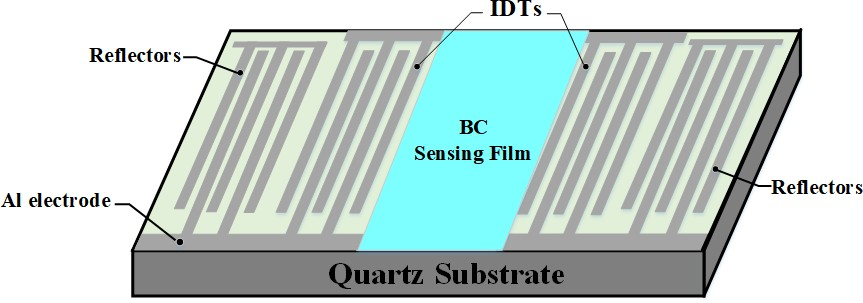 IDTs
Reflectors
BC
Sensing Film
Al electrode
Reflectors
Quartz Substrate